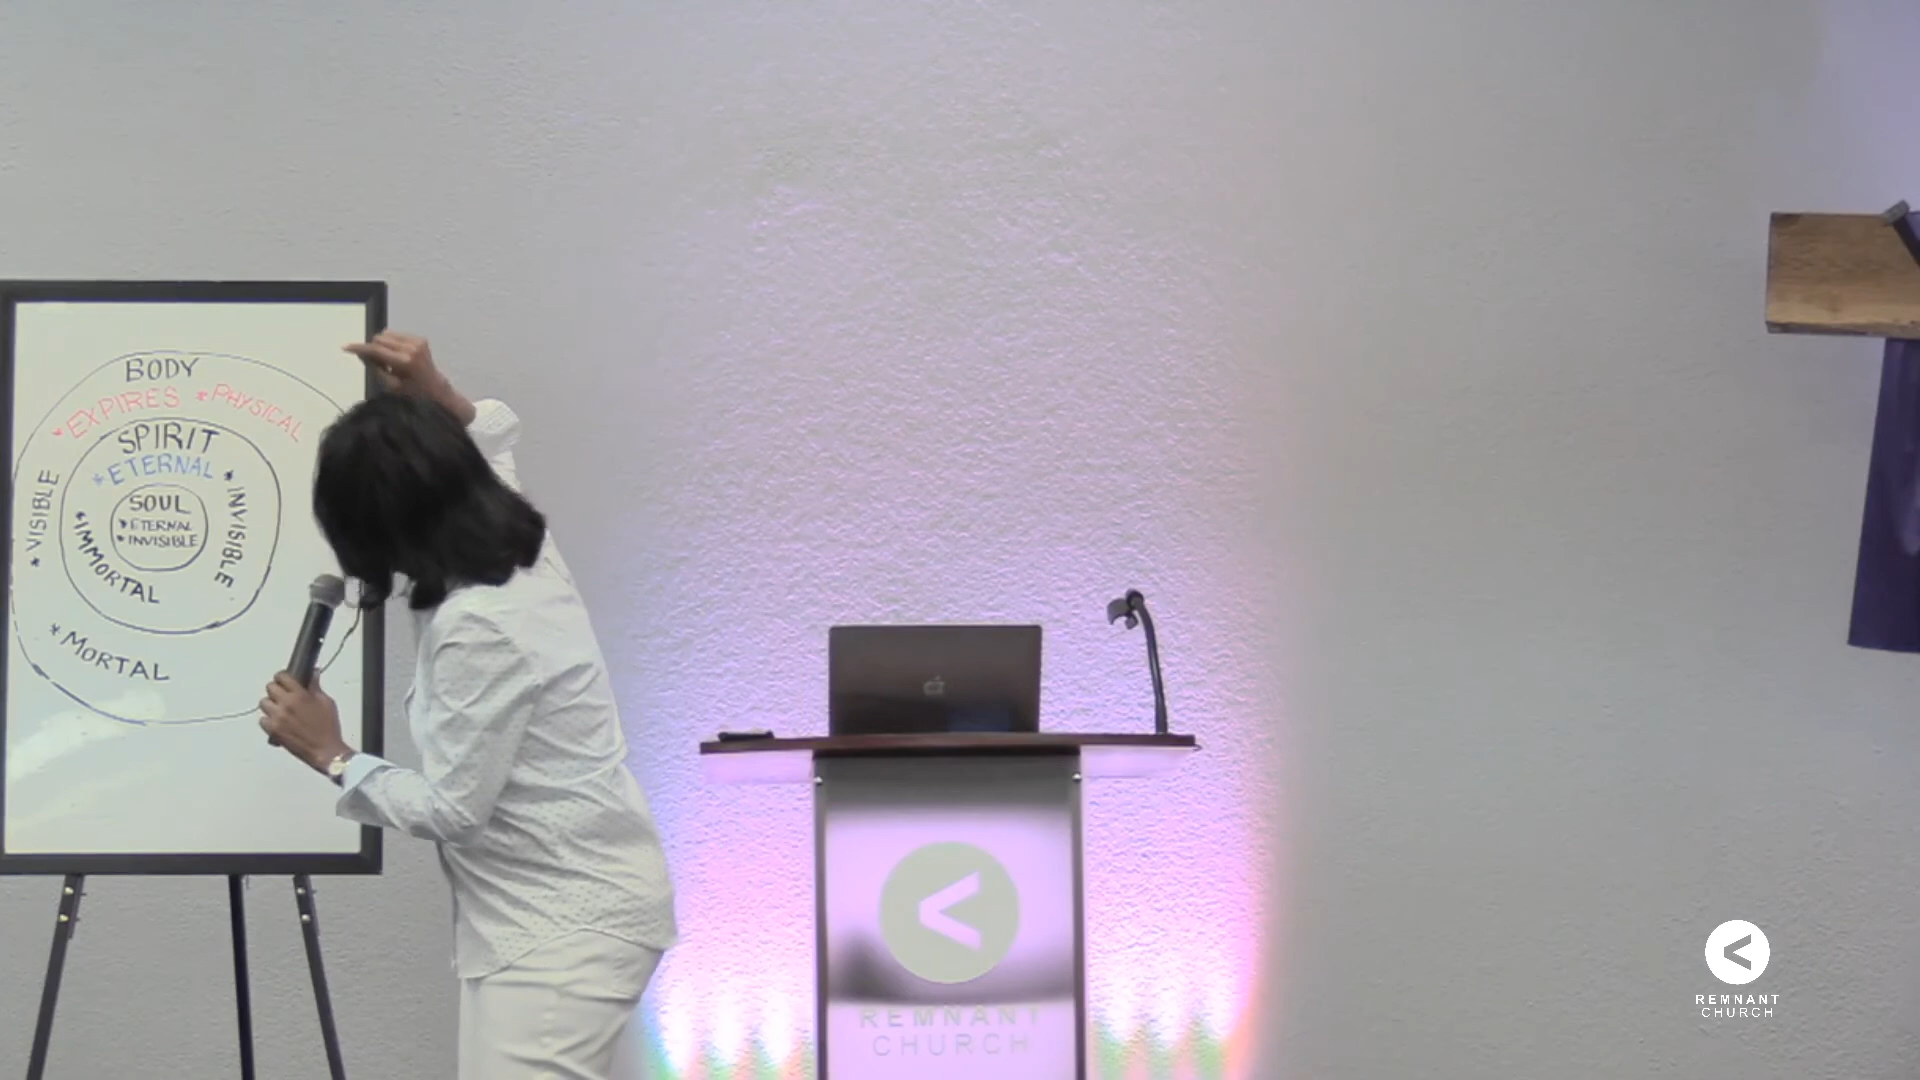 BODY
*EXPIRES *PHYSICAL
SPIRIT
*ETERNAL
*VISIBLE
*INVISIBLE
SOUL
*ETERNAL
*INVISIBLE
*IMMORTAL
*MORTAL
REMNANT
CHURCH
REMNANT
CHURCH